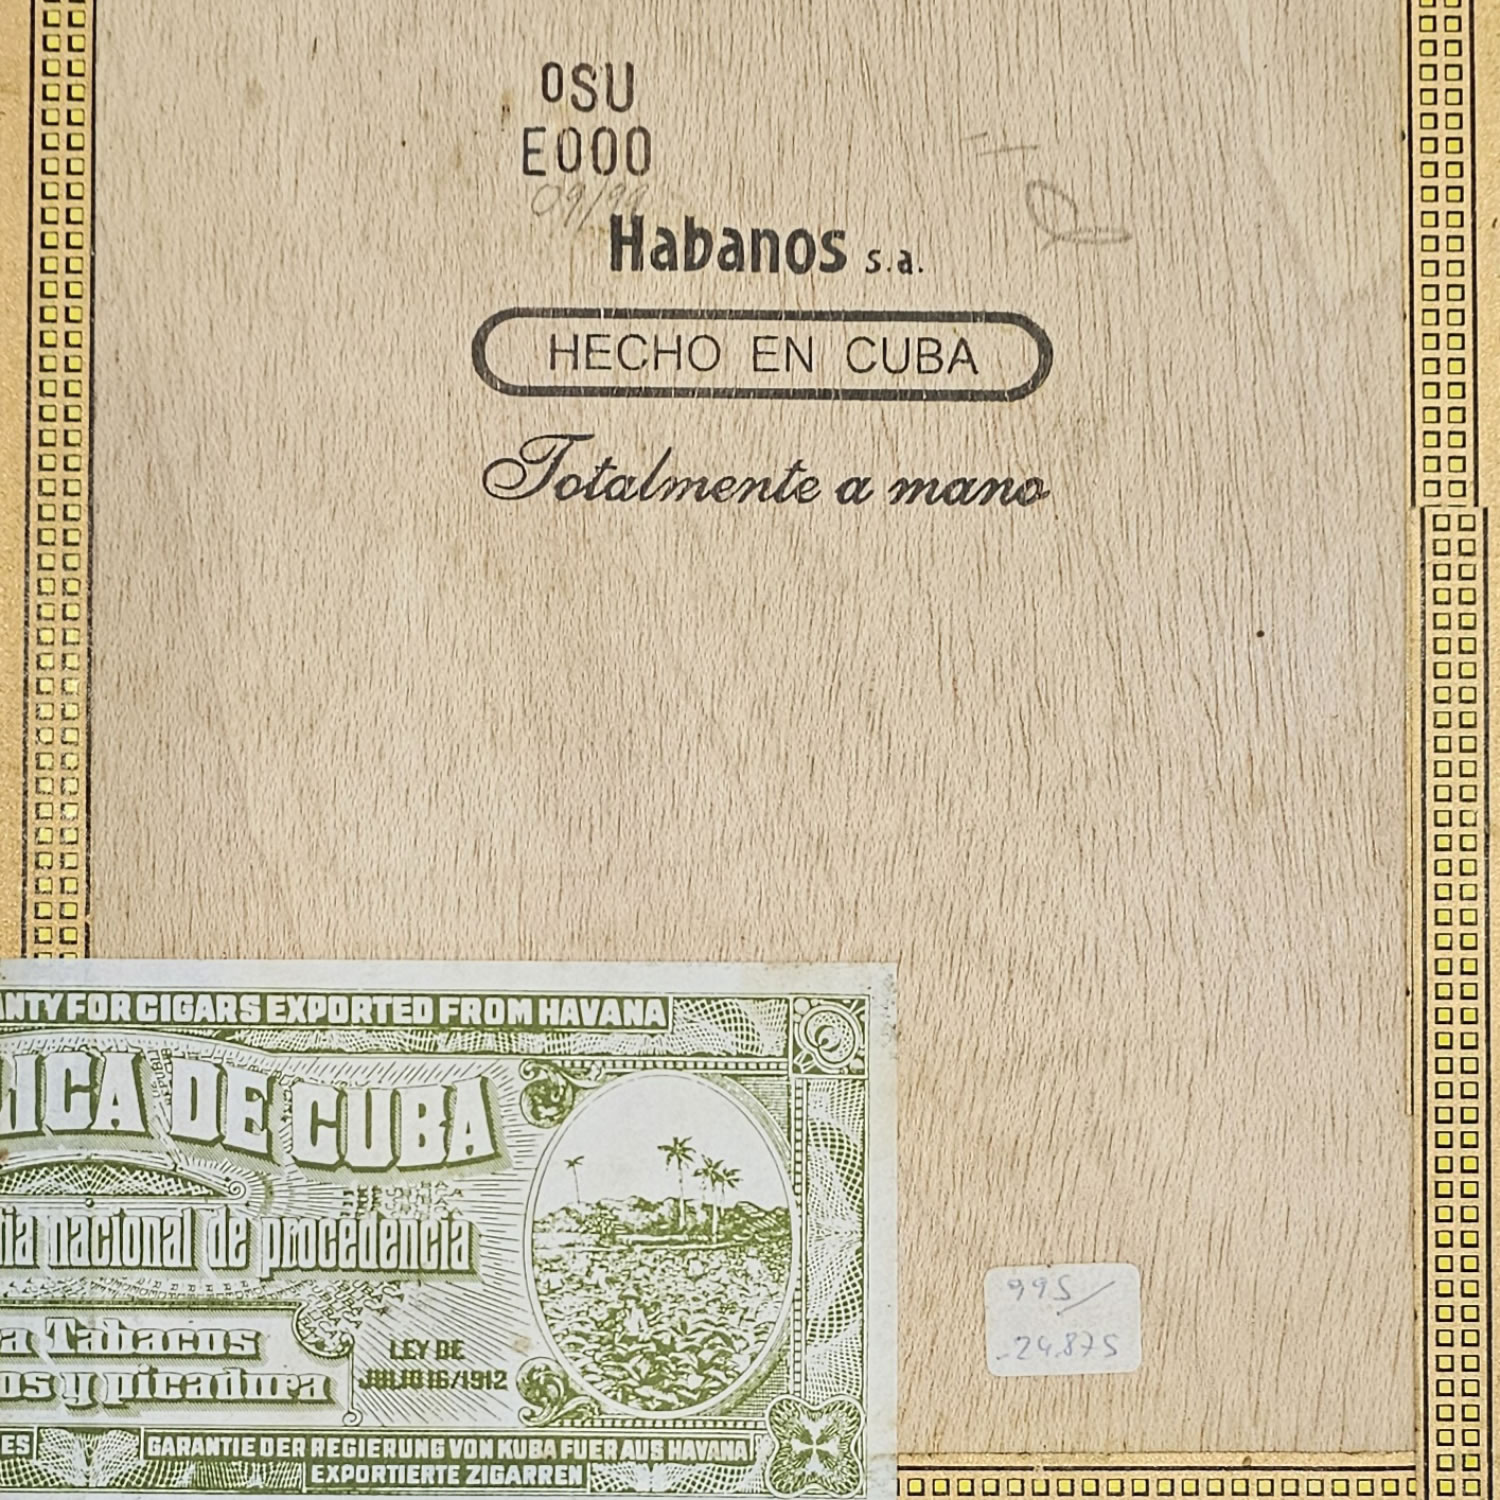 OSU
E000
09/99
Habanos s.a.
HECHO EN CUBA
Totalmente a mano
ANTY FOR CIGARS EXPORTED FROM HAVANA
LICA DE CUBA
tia nacional de procedencia
a Tabacos
os y picadura
LEY DE
JULIO 16/1912
ES
GARANTIE DER REGIERUNG VON KUBA FUER AUS HAVANA
EXPORTIERTE ZIGARREN
995/
-24.875